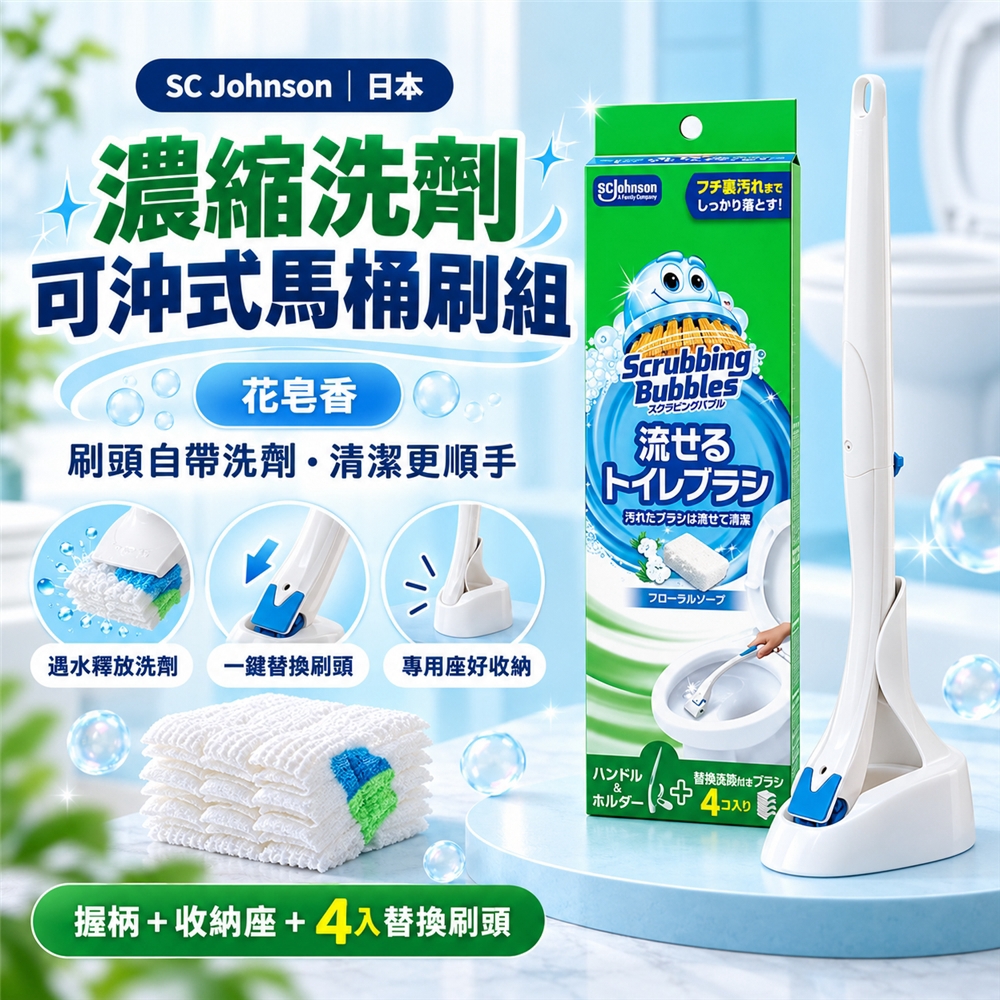 SC Johnson｜日本
濃縮洗劑
可沖式馬桶刷組
花皂香
刷頭自帶洗劑・清潔更順手
遇水釋放洗劑
一鍵替換刷頭
專用座好收納
握柄+收納座+4入替換刷頭
SC Johnson
A Family Company
フチ裏汚れまで
しっかり落とす!
Scrubbing
Bubbles
スクラビングバブル
流せる
トイレブラシ
汚れたブラシは流せて清潔
フローラルソープ
ハンドル
&
ホルダー
+
替換洗剤付きブラシ
4コ入り